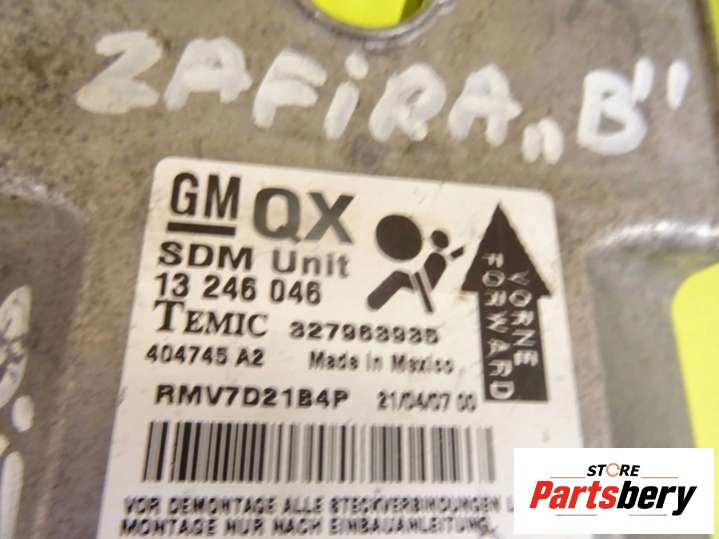 ZAFiRA „B"
GM QX
SDM Unit
13 246 046
TEMIC 327963935
404745 A2 Made in Mexico
RMV7D21B4P 21/04/07 00
VORNE
FORWARD
VOR DEMONTAGE ALLE STECKVERBINDUNGEN
MONTAGE NUR NACH EINBAUANLEITUNG.
STORE
Partsbery